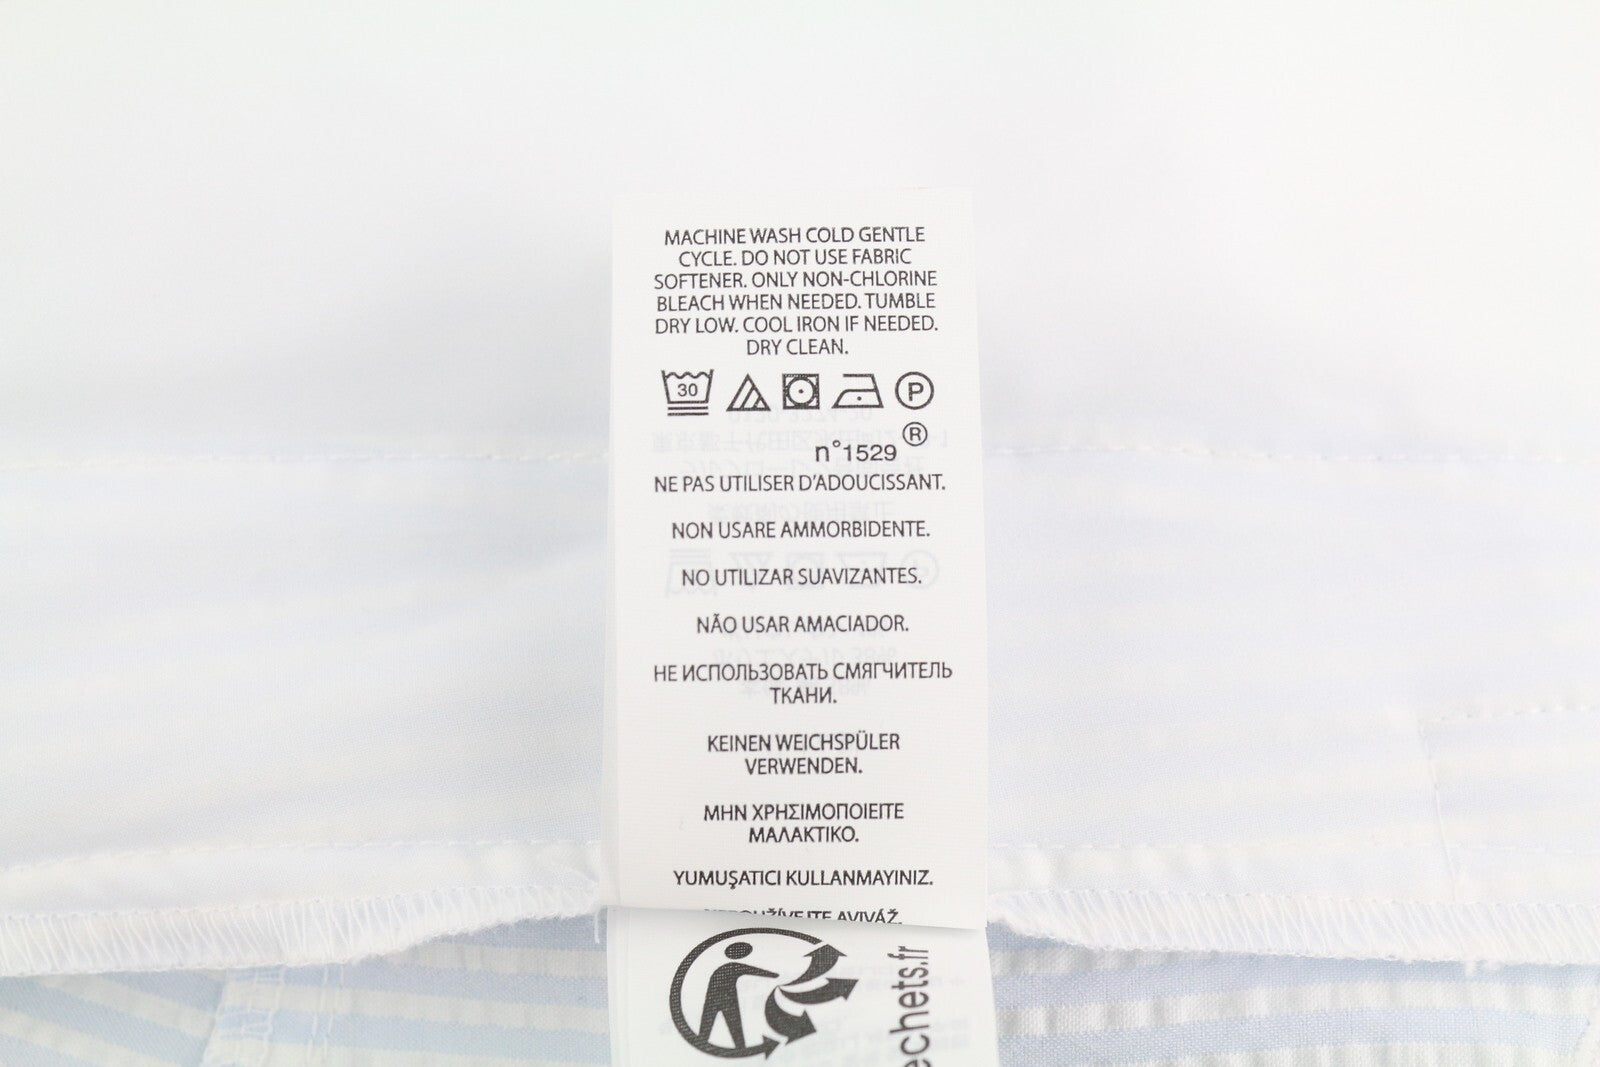 MACHINE WASH COLD GENTLE
CYCLE. DO NOT USE FABRIC
SOFTENER. ONLY NON-CHLORINE
BLEACH WHEN NEEDED. TUMBLE
DRY LOW. COOL IRON IF NEEDED.
DRY CLEAN.
30 P
®
n°1529
NE PAS UTILISER D'ADOUCISSANT.
NON USARE AMMORBIDENTE.
NO UTILIZAR SUAVIZANTES.
NÃO USAR AMACIADOR.
НЕ ИСПОЛЬЗОВАТЬ СМЯГЧИТЕЛЬ
ТКАНИ.
KEINEN WEICHSPÜLER
VERWENDEN.
ΜΗΝ ΧΡΗΣΙΜΟΠΟΙΕΙΤΕ
ΜΑΛΑΚΤΙΚΟ.
YUMUŞATICI KULLANMAYINIZ.
AVIVÁŽ.
echets.fr